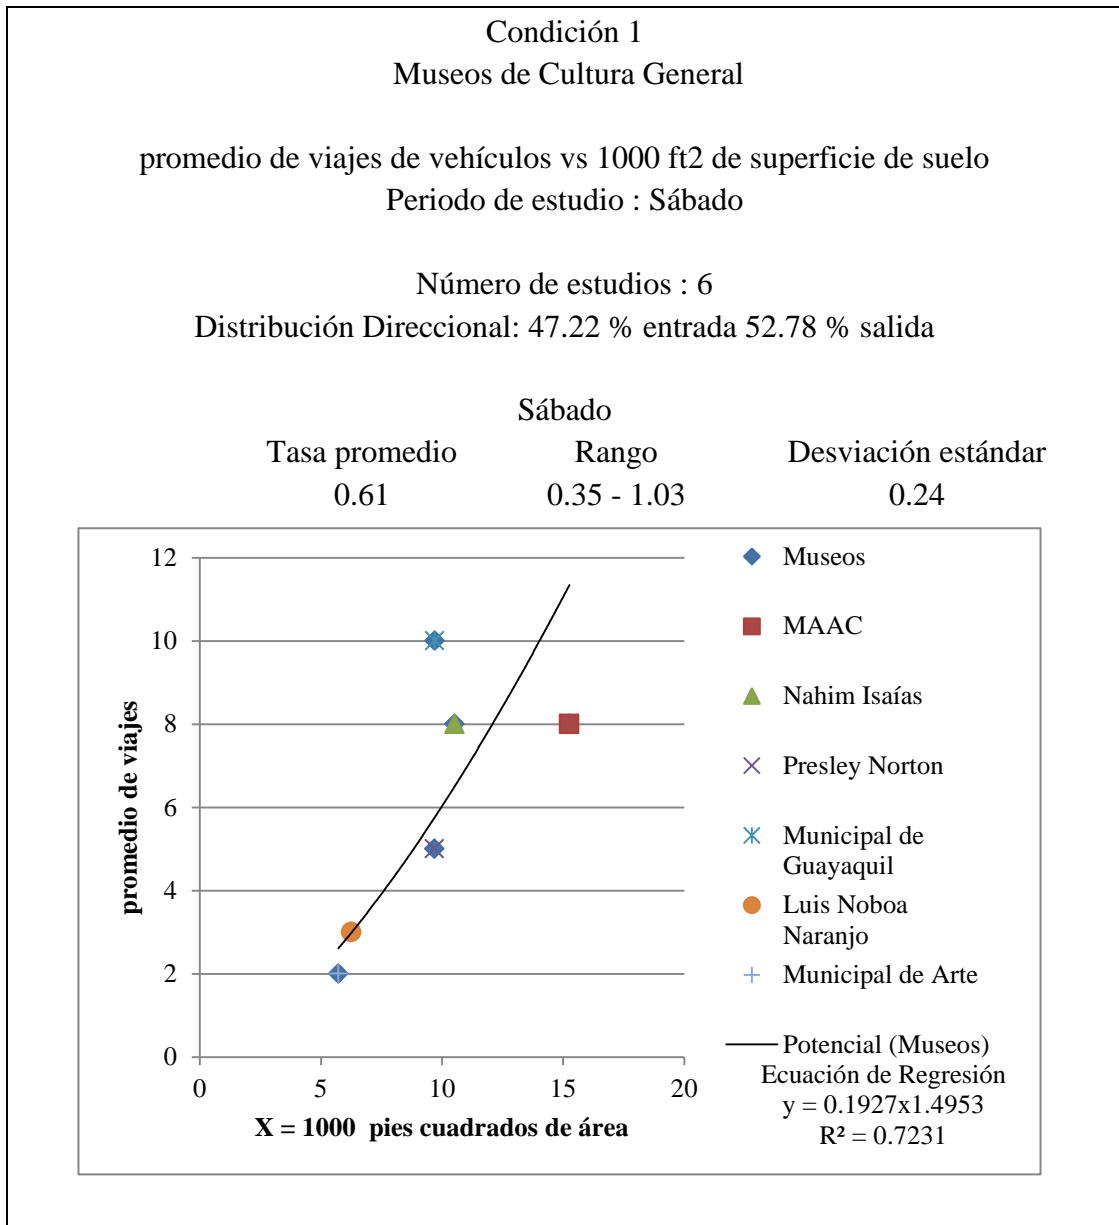 Condición 1
Museos de Cultura General
promedio de viajes de vehículos vs 1000 ft2 de superficie de suelo
Periodo de estudio : Sábado
Número de estudios : 6
Distribución Direccional: 47.22 % entrada 52.78 % salida
Sábado
Tasa promedio Rango Desviación estándar
0.61 0.35 - 1.03 0.24
promedio de viajes
12
10
8
6
4
2
0
0 5 10 15 20
X = 1000 pies cuadrados de área
Museos
MAAC
Nahim Isaías
Presley Norton
Municipal de
Guayaquil
Luis Noboa
Naranjo
Municipal de Arte
Potencial (Museos)
Ecuación de Regresión
y = 0.1927x1.4953
R² = 0.7231